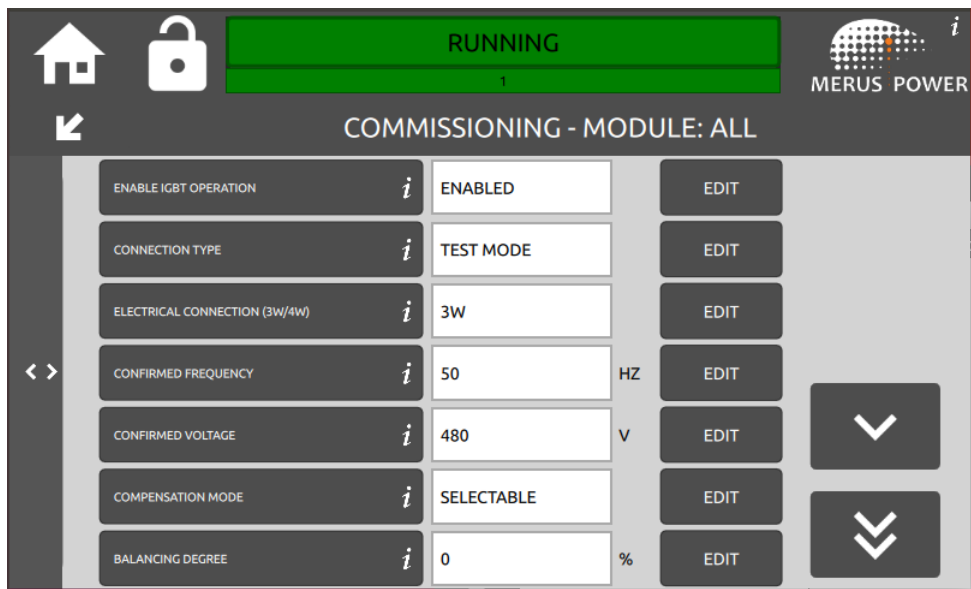 RUNNING
1
i
MERUS POWER
COMMISSIONING - MODULE: ALL
ENABLE IGBT OPERATION i ENABLED EDIT
CONNECTION TYPE i TEST MODE EDIT
ELECTRICAL CONNECTION (3W/4W) i 3W EDIT
< > CONFIRMED FREQUENCY i 50 HZ EDIT
CONFIRMED VOLTAGE i 480 V EDIT
COMPENSATION MODE i SELECTABLE EDIT
BALANCING DEGREE i 0 % EDIT